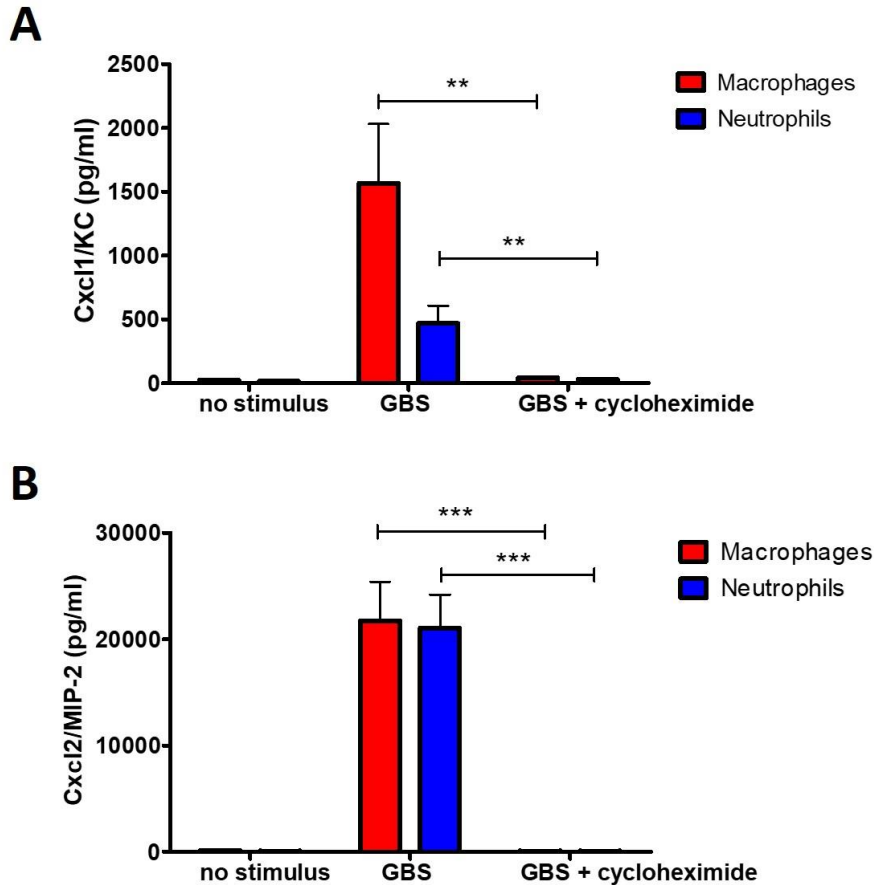 A
2500
2000
1500
1000
500
0
Cxcl1/KC (pg/ml)
**
**
Macrophages
Neutrophils
no stimulus GBS GBS + cycloheximide
B
30000
20000
10000
0
Cxcl2/MIP-2 (pg/ml)
***
***
Macrophages
Neutrophils
no stimulus GBS GBS + cycloheximide